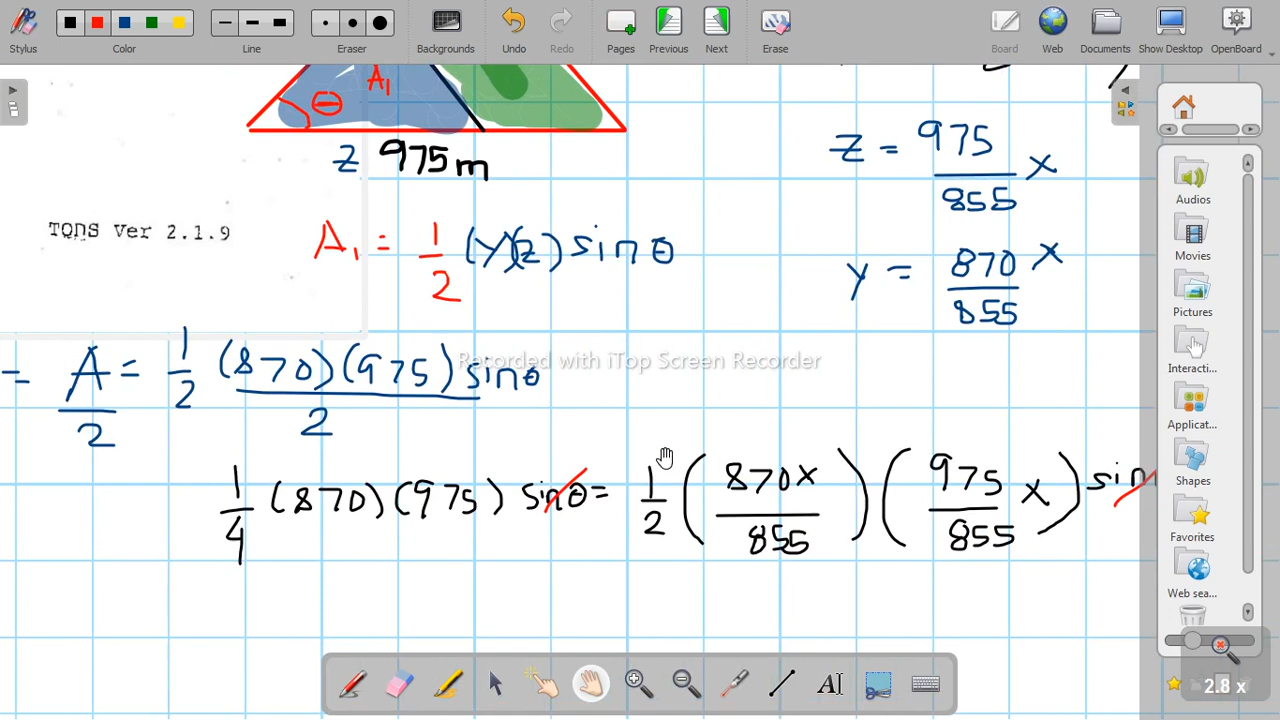 Stylus Color Line Eraser Backgrounds Undo Redo Pages Previous Next Erase Board Web Documents Show Desktop OpenBoard
A₁
θ
z 975m
TQDS Ver 2.1.9
A₁ = 1/2 (y)(z) sin θ
z = 975/855 x
y = 870/855 x
Recorded with iTop Screen Recorder
= A/2 = 1/2 (870)(975) sinθ / 2
1/4 (870)(975) sinθ = 1/2 (870x/855) (975/855 x) sin
Audios
Movies
Pictures
Interacti...
Applicat...
Shapes
Favorites
Web sea...
2.8 x